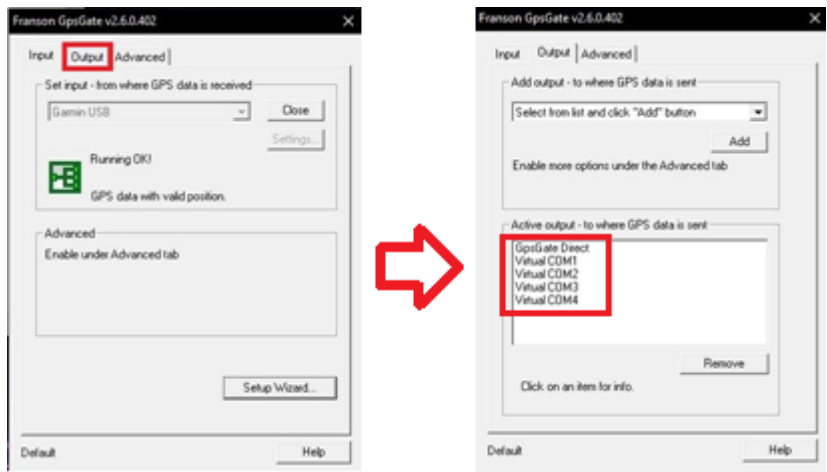 Franson GpsGate v2.6.0.402
Input Output Advanced
Set input - from where GPS data is received
Garmin USB
Close
Settings...
Running OK!
GPS data with valid position.
Advanced
Enable under Advanced tab
Setup Wizard...
Default
Help
Franson GpsGate v2.6.0.402
Input Output Advanced
Add output - to where GPS data is sent
Select from list and click "Add" button
Add
Enable more options under the Advanced tab
Active output - to where GPS data is sent
GpsGate Direct
Virtual COM1
Virtual COM2
Virtual COM3
Virtual COM4
Remove
Click on an item for info.
Default
Help